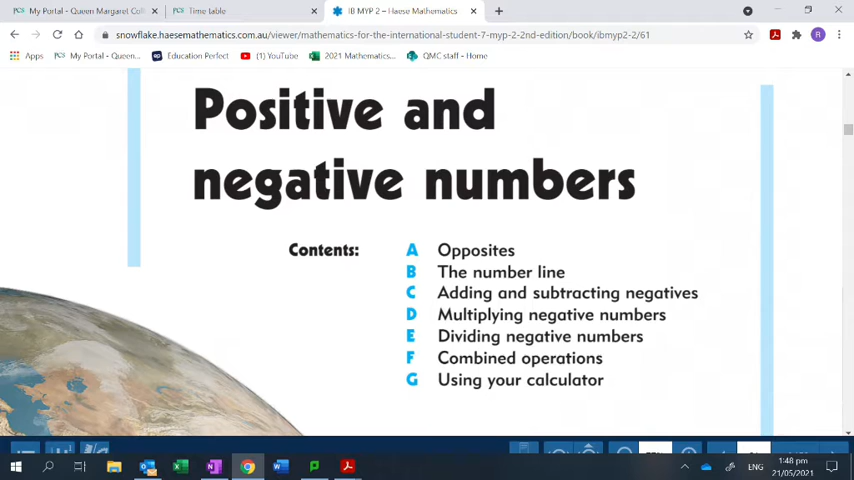 My Portal - Queen Margaret Coll
Time table
IB MYP 2 – Haese Mathematics
snowflake.haesemathematics.com.au/viewer/mathematics-for-the-international-student-7-myp-2-2nd-edition/book/ibmyp2-2/61
Apps
My Portal - Queen...
Education Perfect
(1) YouTube
2021 Mathematics...
QMC staff - Home
Positive and
negative numbers
Contents:
A Opposites
B The number line
C Adding and subtracting negatives
D Multiplying negative numbers
E Dividing negative numbers
F Combined operations
G Using your calculator
ENG
1:48 pm
21/05/2021